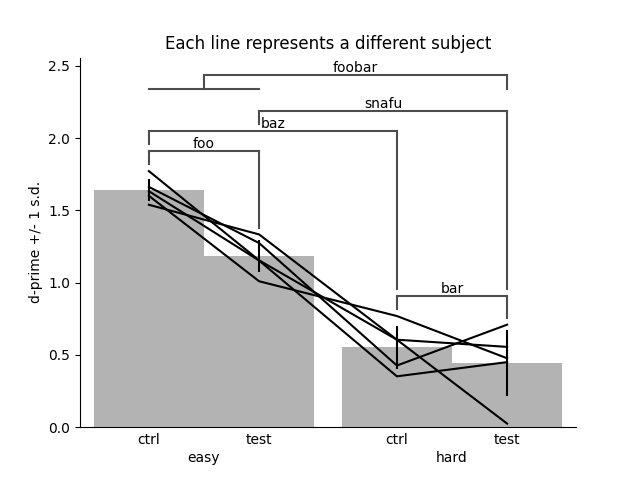 Each line represents a different subject
foobar
snafu
baz
foo
bar
d-prime +/- 1 s.d.
2.5
2.0
1.5
1.0
0.5
0.0
ctrl test ctrl test
easy hard